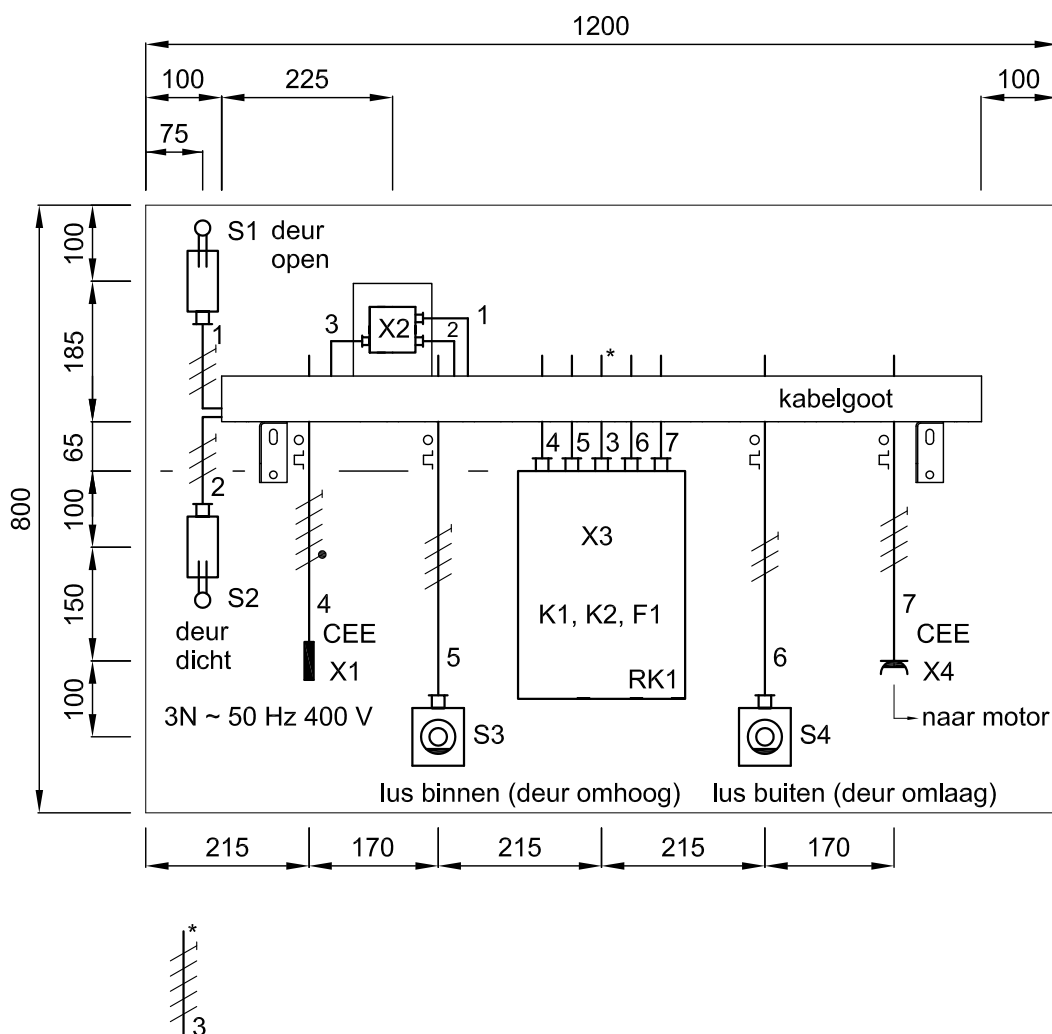 1200
100
225
100
75
800
100
185
65
100
150
100
S1 deur
open
1
3
X2
1
2
*
kabelgoot
2
4
5
3
6
7
S2
deur
dicht
X3
K1, K2, F1
RK1
4
CEE
X1
3N ~ 50 Hz 400 V
5
S3
6
S4
7
CEE
X4
naar motor
lus binnen (deur omhoog)
lus buiten (deur omlaag)
215
170
215
215
170
*
3